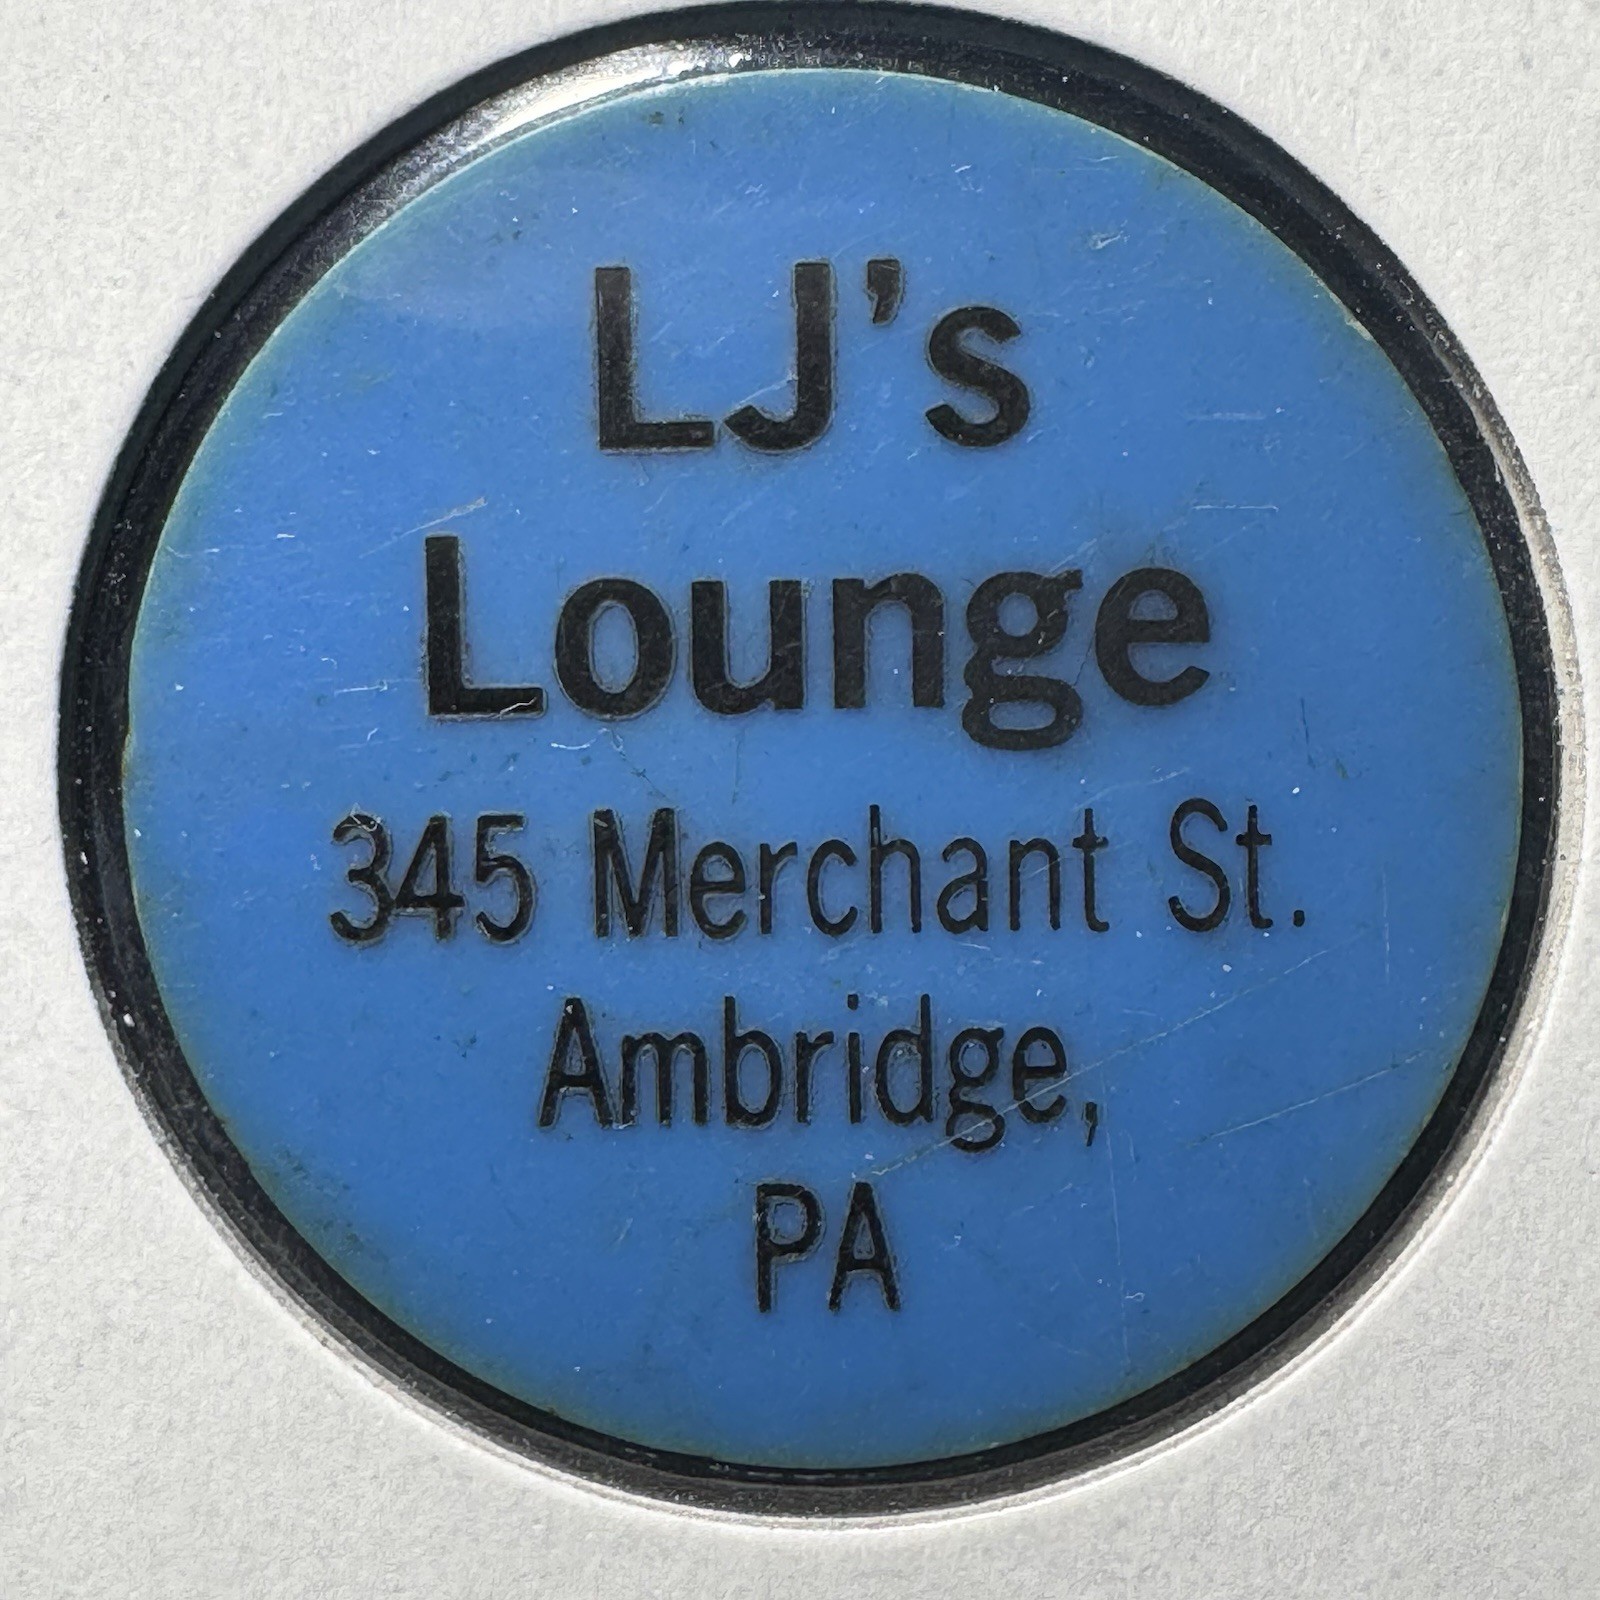 LJ's
Lounge
345 Merchant St.
Ambridge,
PA